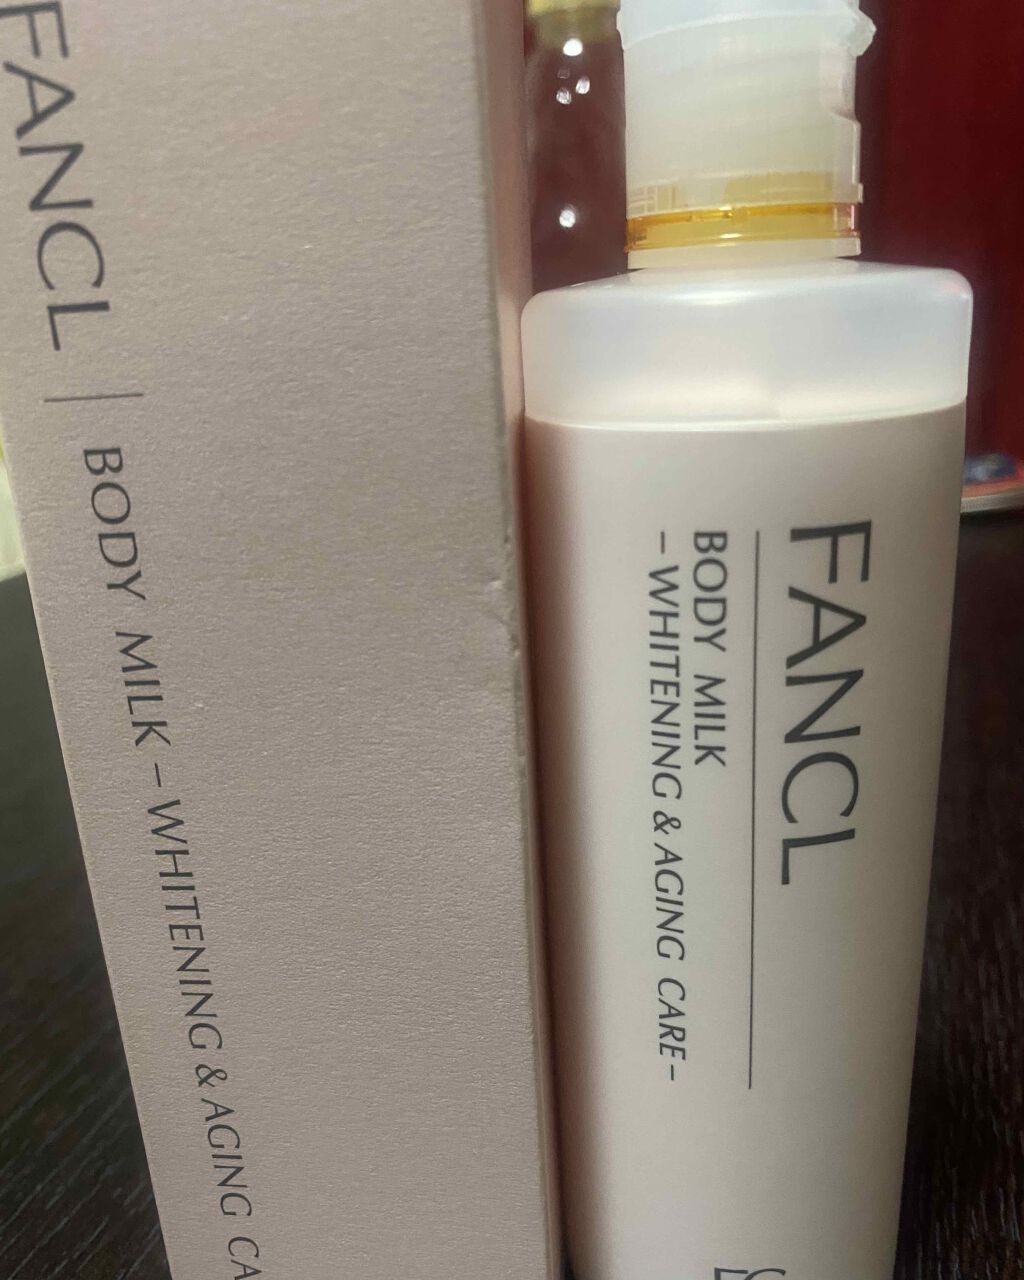 FANCL | BODY MILK – WHITENING & AGING CA
FANCL
BODY MILK
– WHITENING & AGING CARE –